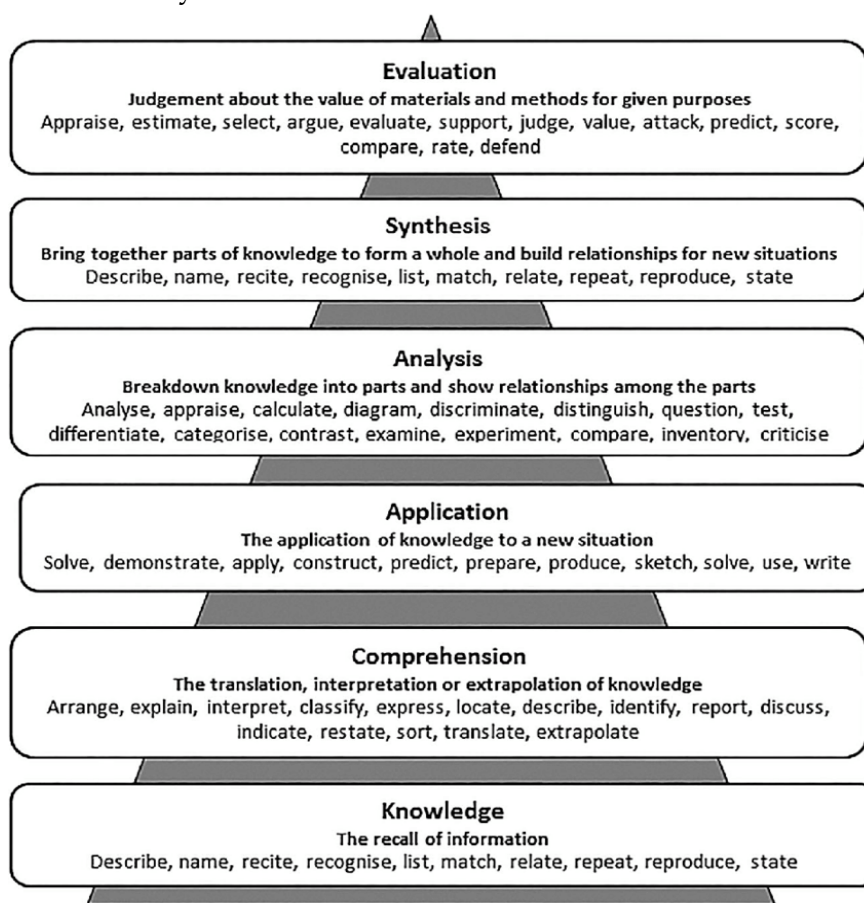 Evaluation
Judgement about the value of materials and methods for given purposes
Appraise, estimate, select, argue, evaluate, support, judge, value, attack, predict, score,
compare, rate, defend
Synthesis
Bring together parts of knowledge to form a whole and build relationships for new situations
Describe, name, recite, recognise, list, match, relate, repeat, reproduce, state
Analysis
Breakdown knowledge into parts and show relationships among the parts
Analyse, appraise, calculate, diagram, discriminate, distinguish, question, test,
differentiate, categorise, contrast, examine, experiment, compare, inventory, criticise
Application
The application of knowledge to a new situation
Solve, demonstrate, apply, construct, predict, prepare, produce, sketch, solve, use, write
Comprehension
The translation, interpretation or extrapolation of knowledge
Arrange, explain, interpret, classify, express, locate, describe, identify, report, discuss,
indicate, restate, sort, translate, extrapolate
Knowledge
The recall of information
Describe, name, recite, recognise, list, match, relate, repeat, reproduce, state